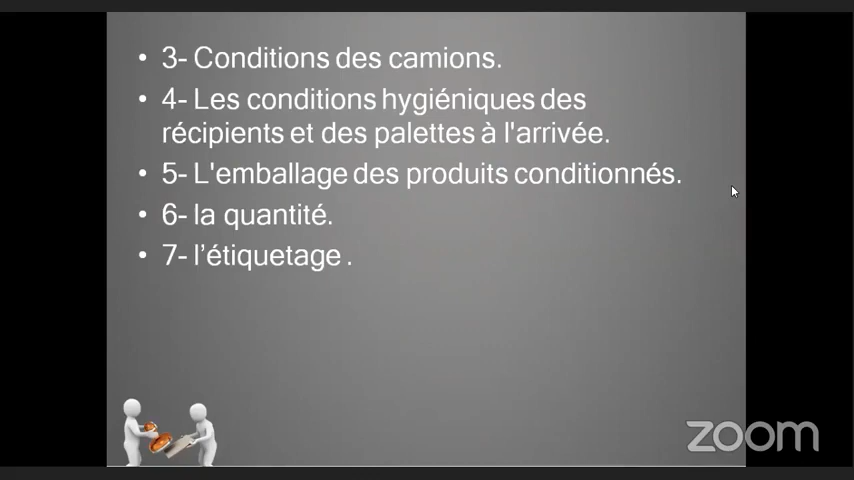 • 3- Conditions des camions.
• 4- Les conditions hygiéniques des
récipients et des palettes à l'arrivée.
• 5- L'emballage des produits conditionnés.
• 6- la quantité.
• 7- l’étiquetage .
zoom